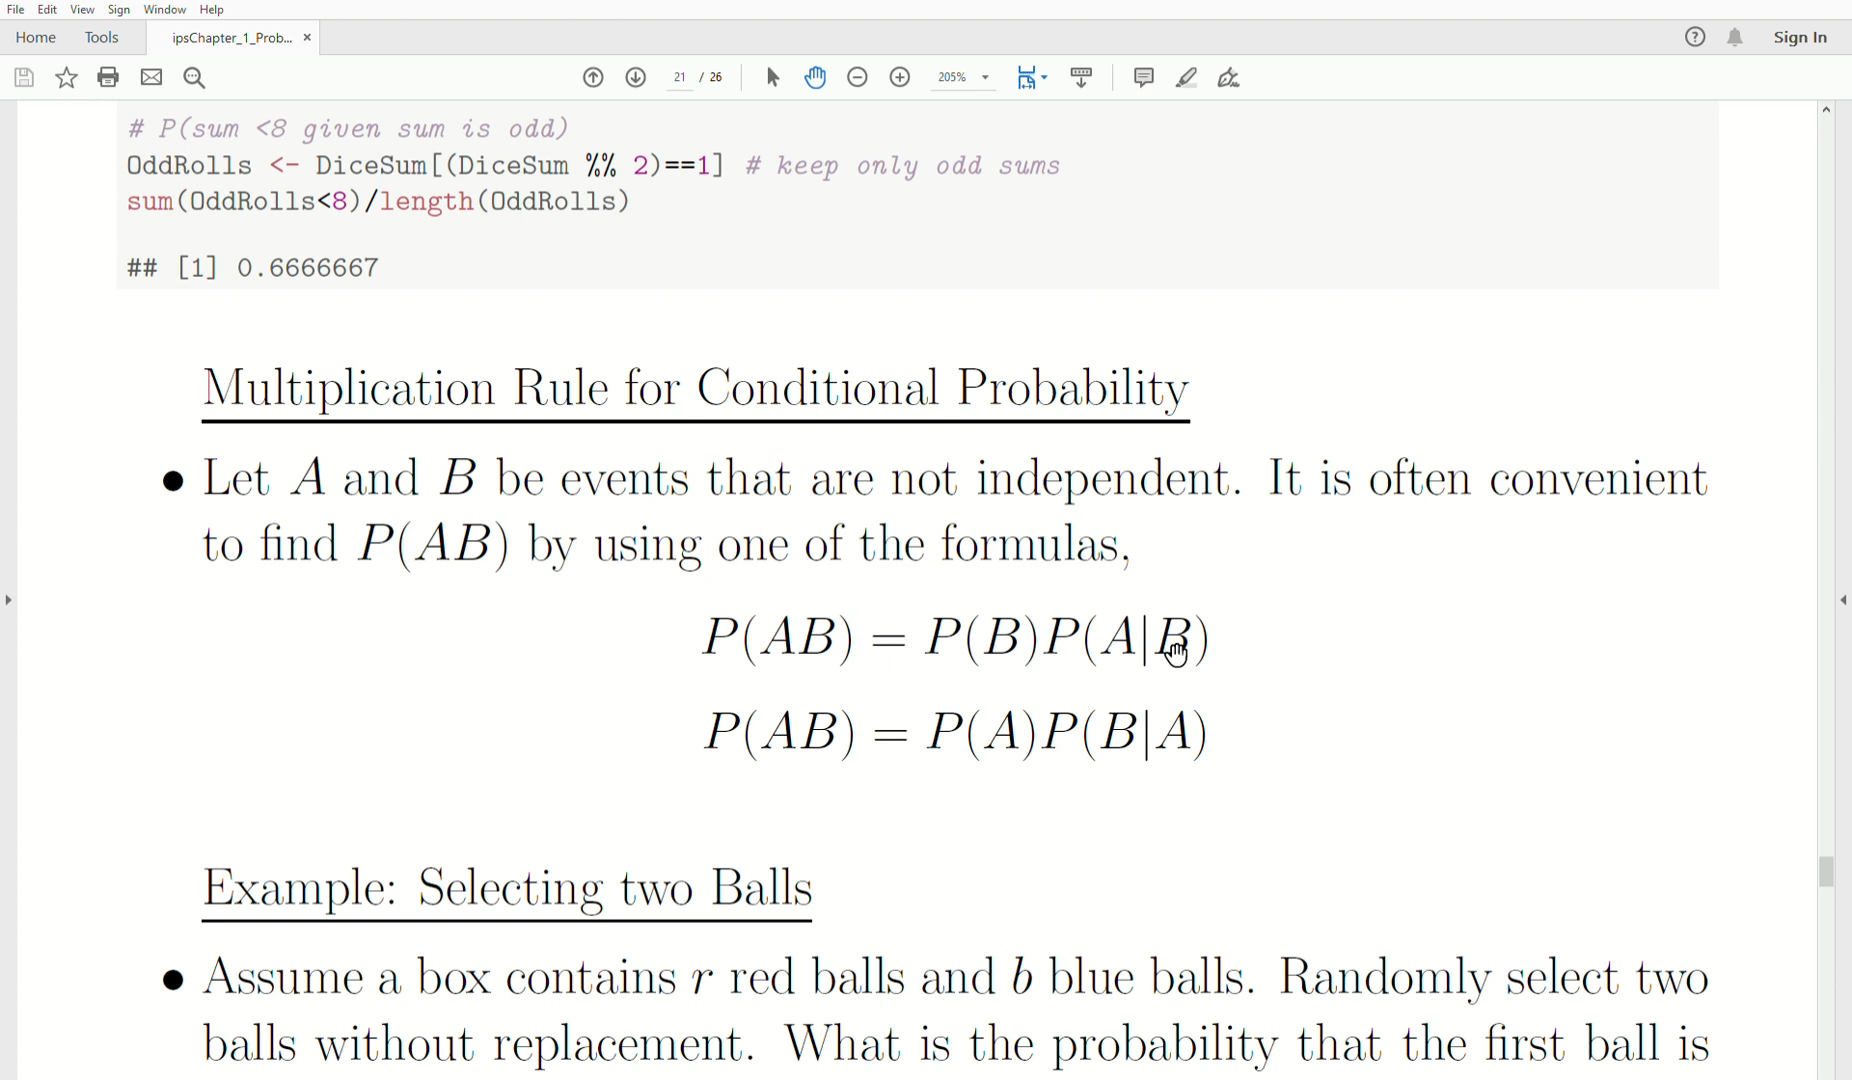 File Edit View Sign Window Help
Home Tools ipsChapter_1_Prob... × Sign In
21 / 26 205%
# P(sum <8 given sum is odd)
OddRolls <- DiceSum[(DiceSum %% 2)==1] # keep only odd sums
sum(OddRolls<8)/length(OddRolls)
## [1] 0.6666667
Multiplication Rule for Conditional Probability
• Let A and B be events that are not independent. It is often convenient
to find P(AB) by using one of the formulas,
P(AB) = P(B)P(A|B)
P(AB) = P(A)P(B|A)
Example: Selecting two Balls
• Assume a box contains r red balls and b blue balls. Randomly select two
balls without replacement. What is the probability that the first ball is